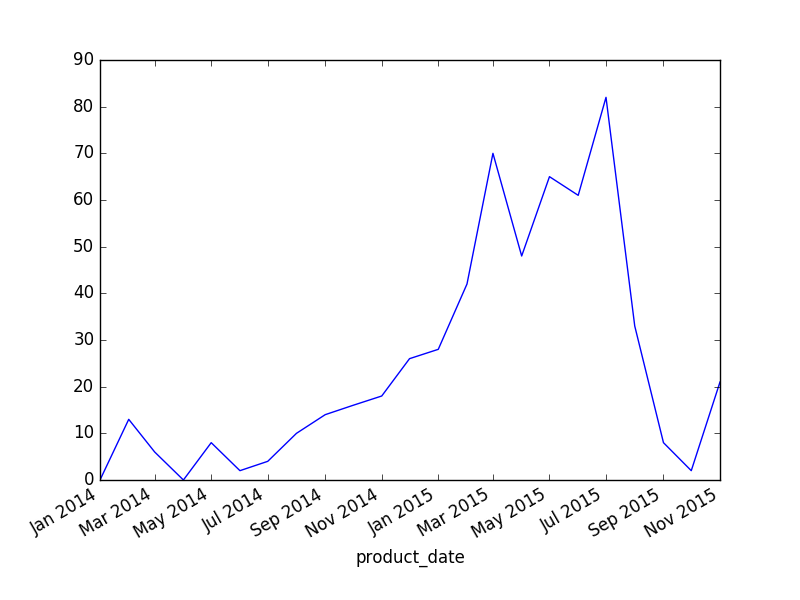 90
80
70
60
50
40
30
20
10
0
Jan 2014
Mar 2014
May 2014
Jul 2014
Sep 2014
Nov 2014
Jan 2015
Mar 2015
May 2015
Jul 2015
Sep 2015
Nov 2015
product_date